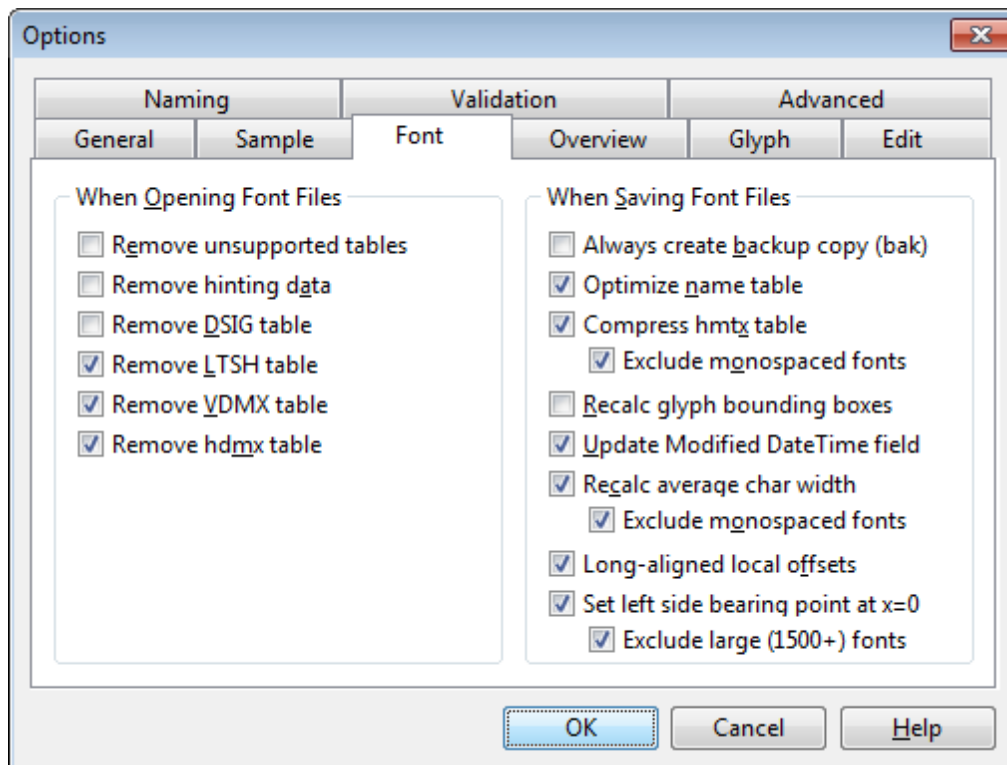 Options
Naming Validation Advanced
General Sample Font Overview Glyph Edit
When Opening Font Files
Remove unsupported tables
Remove hinting data
Remove DSIG table
Remove LTSH table
Remove VDMX table
Remove hdmx table
When Saving Font Files
Always create backup copy (bak)
Optimize name table
Compress hmtx table
Exclude monospaced fonts
Recalc glyph bounding boxes
Update Modified DateTime field
Recalc average char width
Exclude monospaced fonts
Long-aligned local offsets
Set left side bearing point at x=0
Exclude large (1500+) fonts
OK Cancel Help